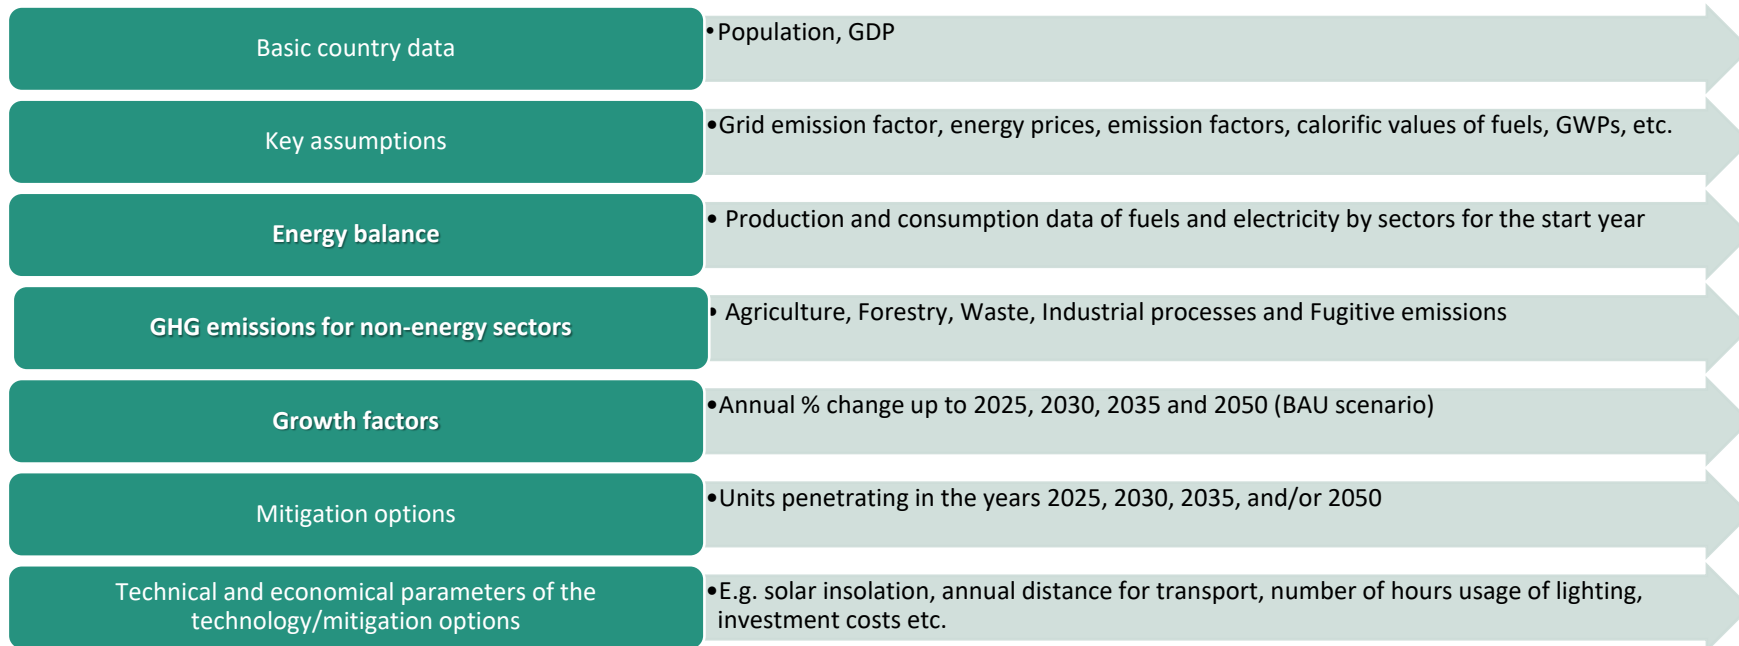 Basic country data
•Population, GDP
Key assumptions
•Grid emission factor, energy prices, emission factors, calorific values of fuels, GWPs, etc.
Energy balance
• Production and consumption data of fuels and electricity by sectors for the start year
GHG emissions for non-energy sectors
• Agriculture, Forestry, Waste, Industrial processes and Fugitive emissions
Growth factors
•Annual % change up to 2025, 2030, 2035 and 2050 (BAU scenario)
Mitigation options
•Units penetrating in the years 2025, 2030, 2035, and/or 2050
Technical and economical parameters of the
technology/mitigation options
•E.g. solar insolation, annual distance for transport, number of hours usage of lighting,
investment costs etc.